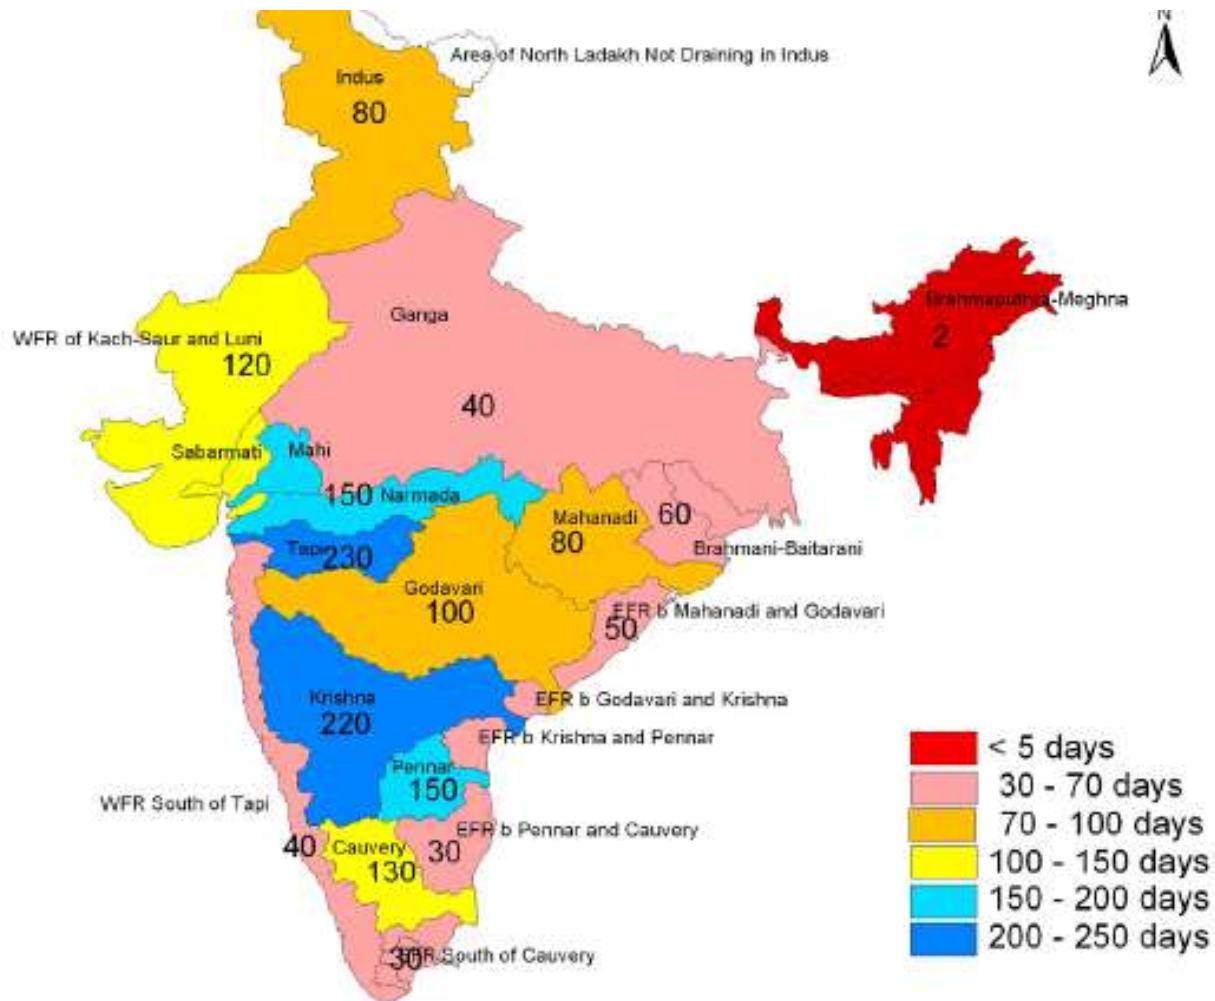 N
Area of North Ladakh Not Draining in Indus
Indus
80
Brahmaputhra-Meghna
2
Ganga
40
WFR of Kach-Saur and Luni
120
Sabarmati
Mahi
150
Narmada
Mahanadi
80
60
Brahmani-Baitarani
Tapi
230
Godavari
100
EFR b Mahanadi and Godavari
50
Krishna
220
EFR b Godavari and Krishna
EFR b Krishna and Pennar
Pennar
150
WFR South of Tapi
40
EFR b Pennar and Cauvery
30
Cauvery
130
30
South of Cauvery
< 5 days
30 - 70 days
70 - 100 days
100 - 150 days
150 - 200 days
200 - 250 days